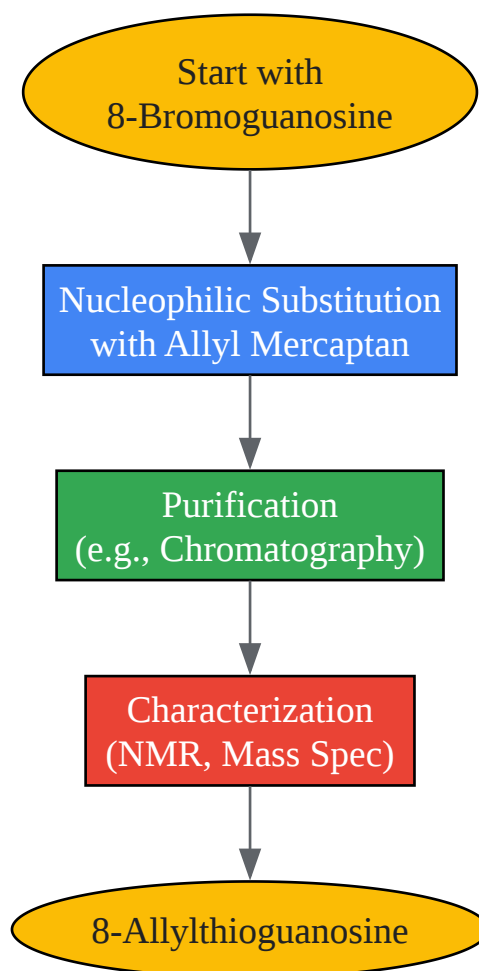 Start with
8-Bromoguanosine
Nucleophilic Substitution
with Allyl Mercaptan
Purification
(e.g., Chromatography)
Characterization
(NMR, Mass Spec)
8-Allylthioguanosine